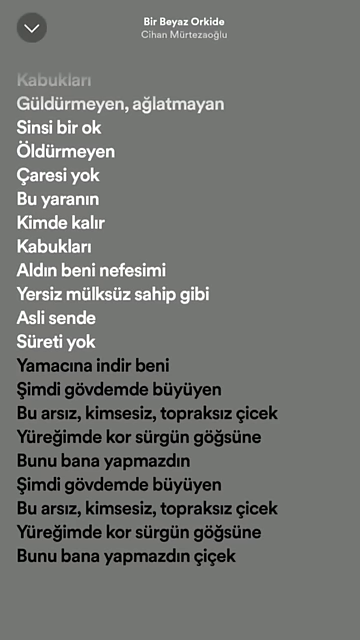 Bir Beyaz Orkide
Cihan Mürtezaoğlu
Kabukları
Güldürmeyen, ağlatmayan
Sinsi bir ok
Öldürmeyen
Çaresi yok
Bu yaranın
Kimde kalır
Kabukları
Aldın beni nefesimi
Yersiz mülksüz sahip gibi
Asli sende
Süreti yok
Yamacına indir beni
Şimdi gövdemde büyüyen
Bu arsız, kimsesiz, topraksız çicek
Yüreğimde kor sürgün göğsüne
Bunu bana yapmazdın
Şimdi gövdemde büyüyen
Bu arsız, kimsesiz, topraksız çicek
Yüreğimde kor sürgün göğsüne
Bunu bana yapmazdın çiçek